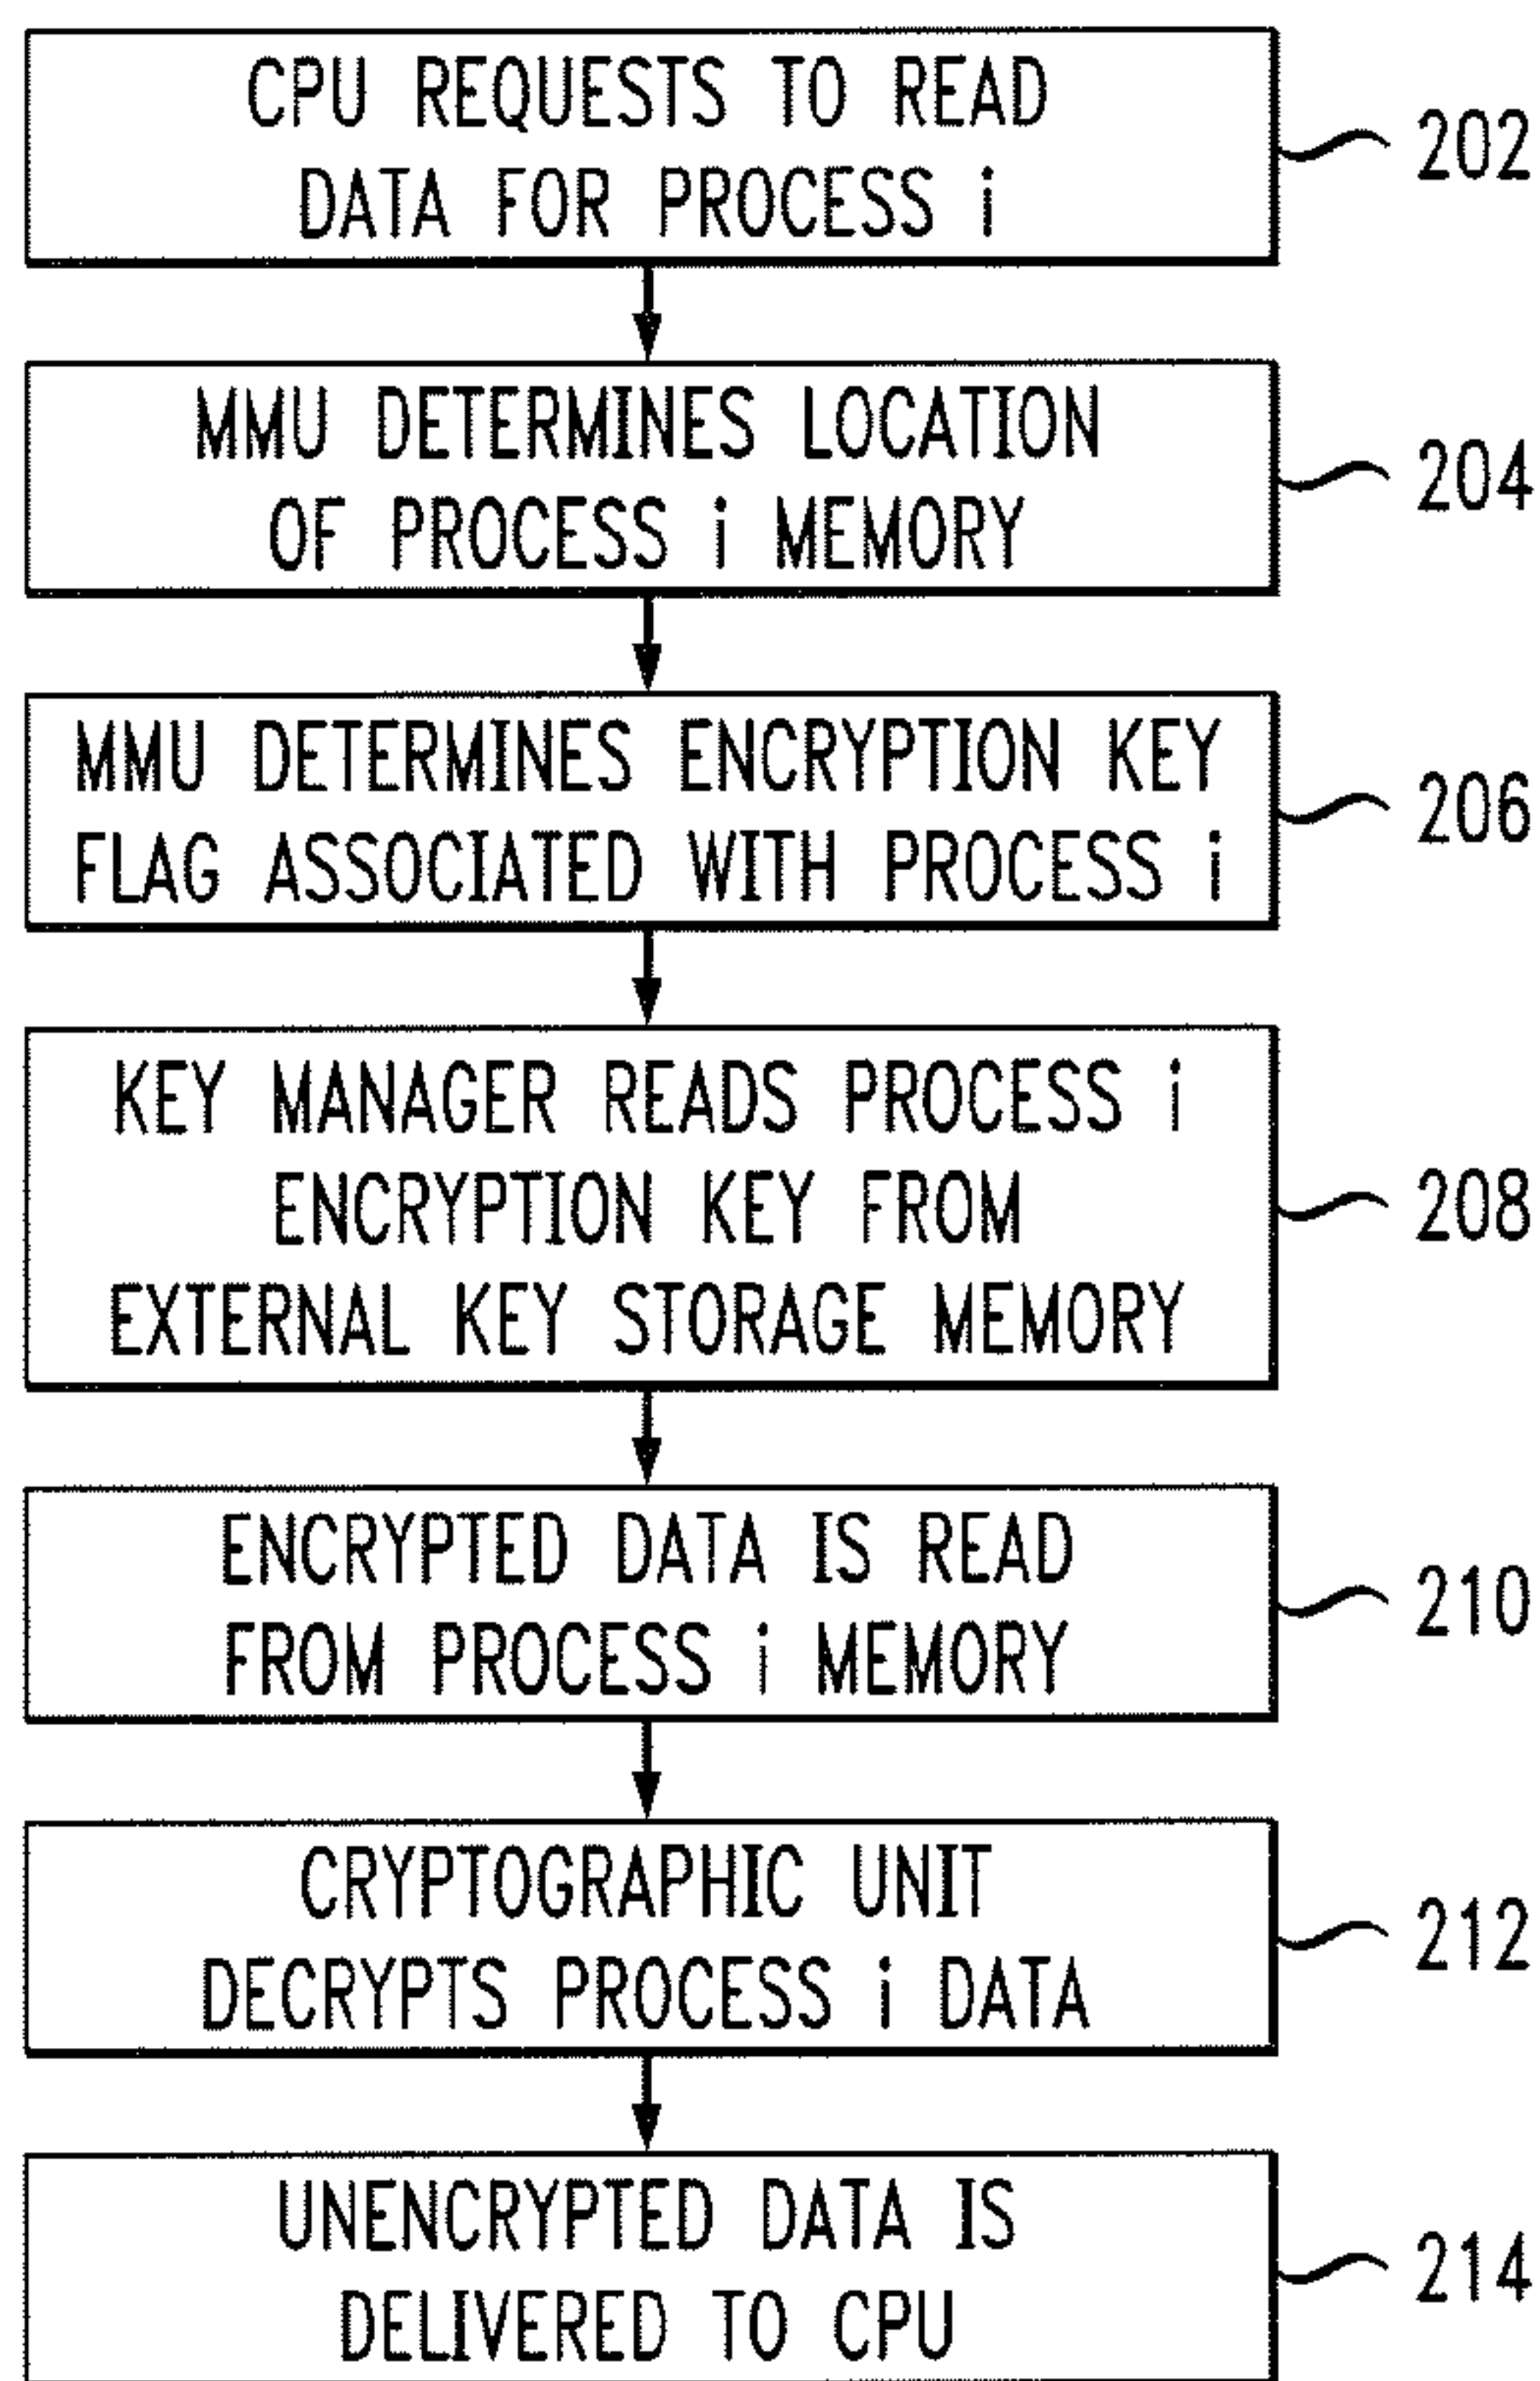 CPU REQUESTS TO READ
DATA FOR PROCESS i
202
MMU DETERMINES LOCATION
OF PROCESS i MEMORY
204
MMU DETERMINES ENCRYPTION KEY
FLAG ASSOCIATED WITH PROCESS i
206
KEY MANAGER READS PROCESS i
ENCRYPTION KEY FROM
EXTERNAL KEY STORAGE MEMORY
208
ENCRYPTED DATA IS READ
FROM PROCESS i MEMORY
210
CRYPTOGRAPHIC UNIT
DECRYPTS PROCESS i DATA
212
UNENCRYPTED DATA IS
DELIVERED TO CPU
214